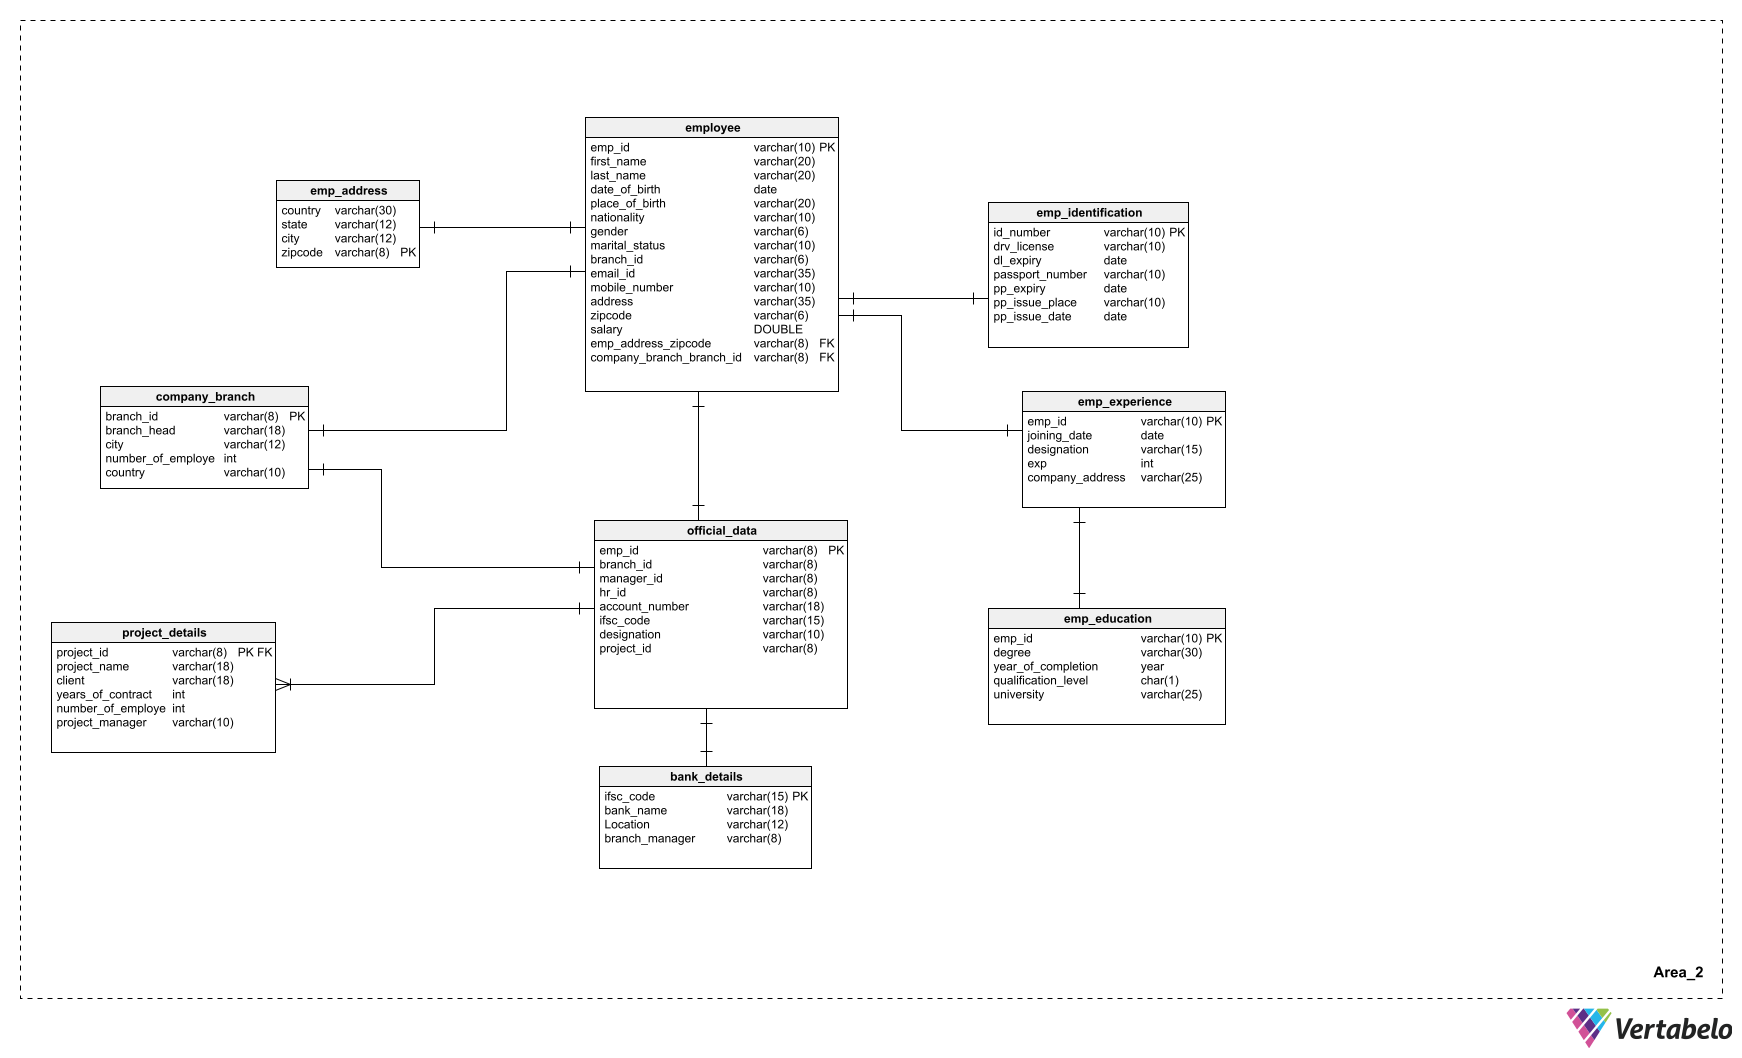 employee
emp_id varchar(10) PK
first_name varchar(20)
last_name varchar(20)
date_of_birth date
place_of_birth varchar(20)
nationality varchar(10)
gender varchar(6)
marital_status varchar(10)
branch_id varchar(6)
email_id varchar(35)
mobile_number varchar(10)
address varchar(35)
zipcode varchar(6)
salary DOUBLE
emp_address_zipcode varchar(8) FK
company_branch_branch_id varchar(8) FK
emp_address
country varchar(30)
state varchar(12)
city varchar(12)
zipcode varchar(8) PK
emp_identification
id_number varchar(10) PK
drv_license varchar(10)
dl_expiry date
passport_number varchar(10)
pp_expiry date
pp_issue_place varchar(10)
pp_issue_date date
company_branch
branch_id varchar(8) PK
branch_head varchar(18)
city varchar(12)
number_of_employe int
country varchar(10)
emp_experience
emp_id varchar(10) PK
joining_date date
designation varchar(15)
exp int
company_address varchar(25)
official_data
emp_id varchar(8) PK
branch_id varchar(8)
manager_id varchar(8)
hr_id varchar(8)
account_number varchar(18)
ifsc_code varchar(15)
designation varchar(10)
project_id varchar(8)
project_details
project_id varchar(8) PK FK
project_name varchar(18)
client varchar(18)
years_of_contract int
number_of_employe int
project_manager varchar(10)
emp_education
emp_id varchar(10) PK
degree varchar(30)
year_of_completion year
qualification_level char(1)
university varchar(25)
bank_details
ifsc_code varchar(15) PK
bank_name varchar(18)
Location varchar(12)
branch_manager varchar(8)
Area_2
Vertabelo